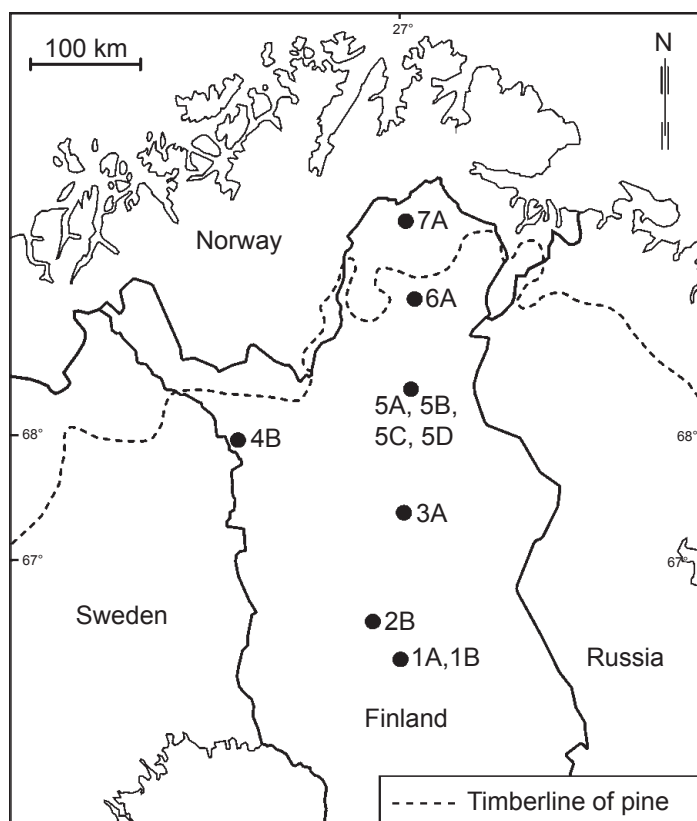 27°
100 km
N
Norway
7A
6A
5A, 5B,
5C, 5D
68°
68°
4B
3A
67°
67°
Sweden
2B
1A,1B
Russia
Finland
Timberline of pine